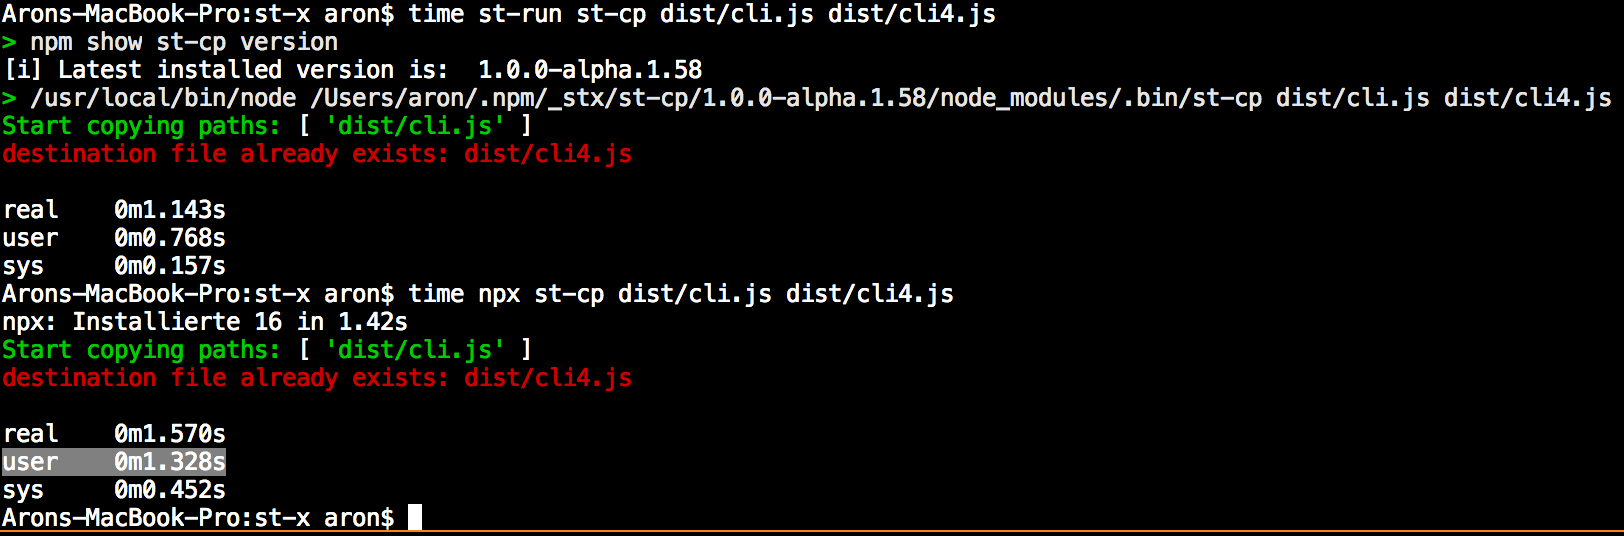 Arons-MacBook-Pro:st-x aron$ time st-run st-cp dist/cli.js dist/cli4.js
> npm show st-cp version
[i] Latest installed version is:  1.0.0-alpha.1.58
> /usr/local/bin/node /Users/aron/.npm/_stx/st-cp/1.0.0-alpha.1.58/node_modules/.bin/st-cp dist/cli.js dist/cli4.js
Start copying paths: [ 'dist/cli.js' ]
destination file already exists: dist/cli4.js
real    0m1.143s
user    0m0.768s
sys     0m0.157s
Arons-MacBook-Pro:st-x aron$ time npx st-cp dist/cli.js dist/cli4.js
npx: Installierte 16 in 1.42s
Start copying paths: [ 'dist/cli.js' ]
destination file already exists: dist/cli4.js
real    0m1.570s
user    0m1.328s
sys     0m0.452s
Arons-MacBook-Pro:st-x aron$